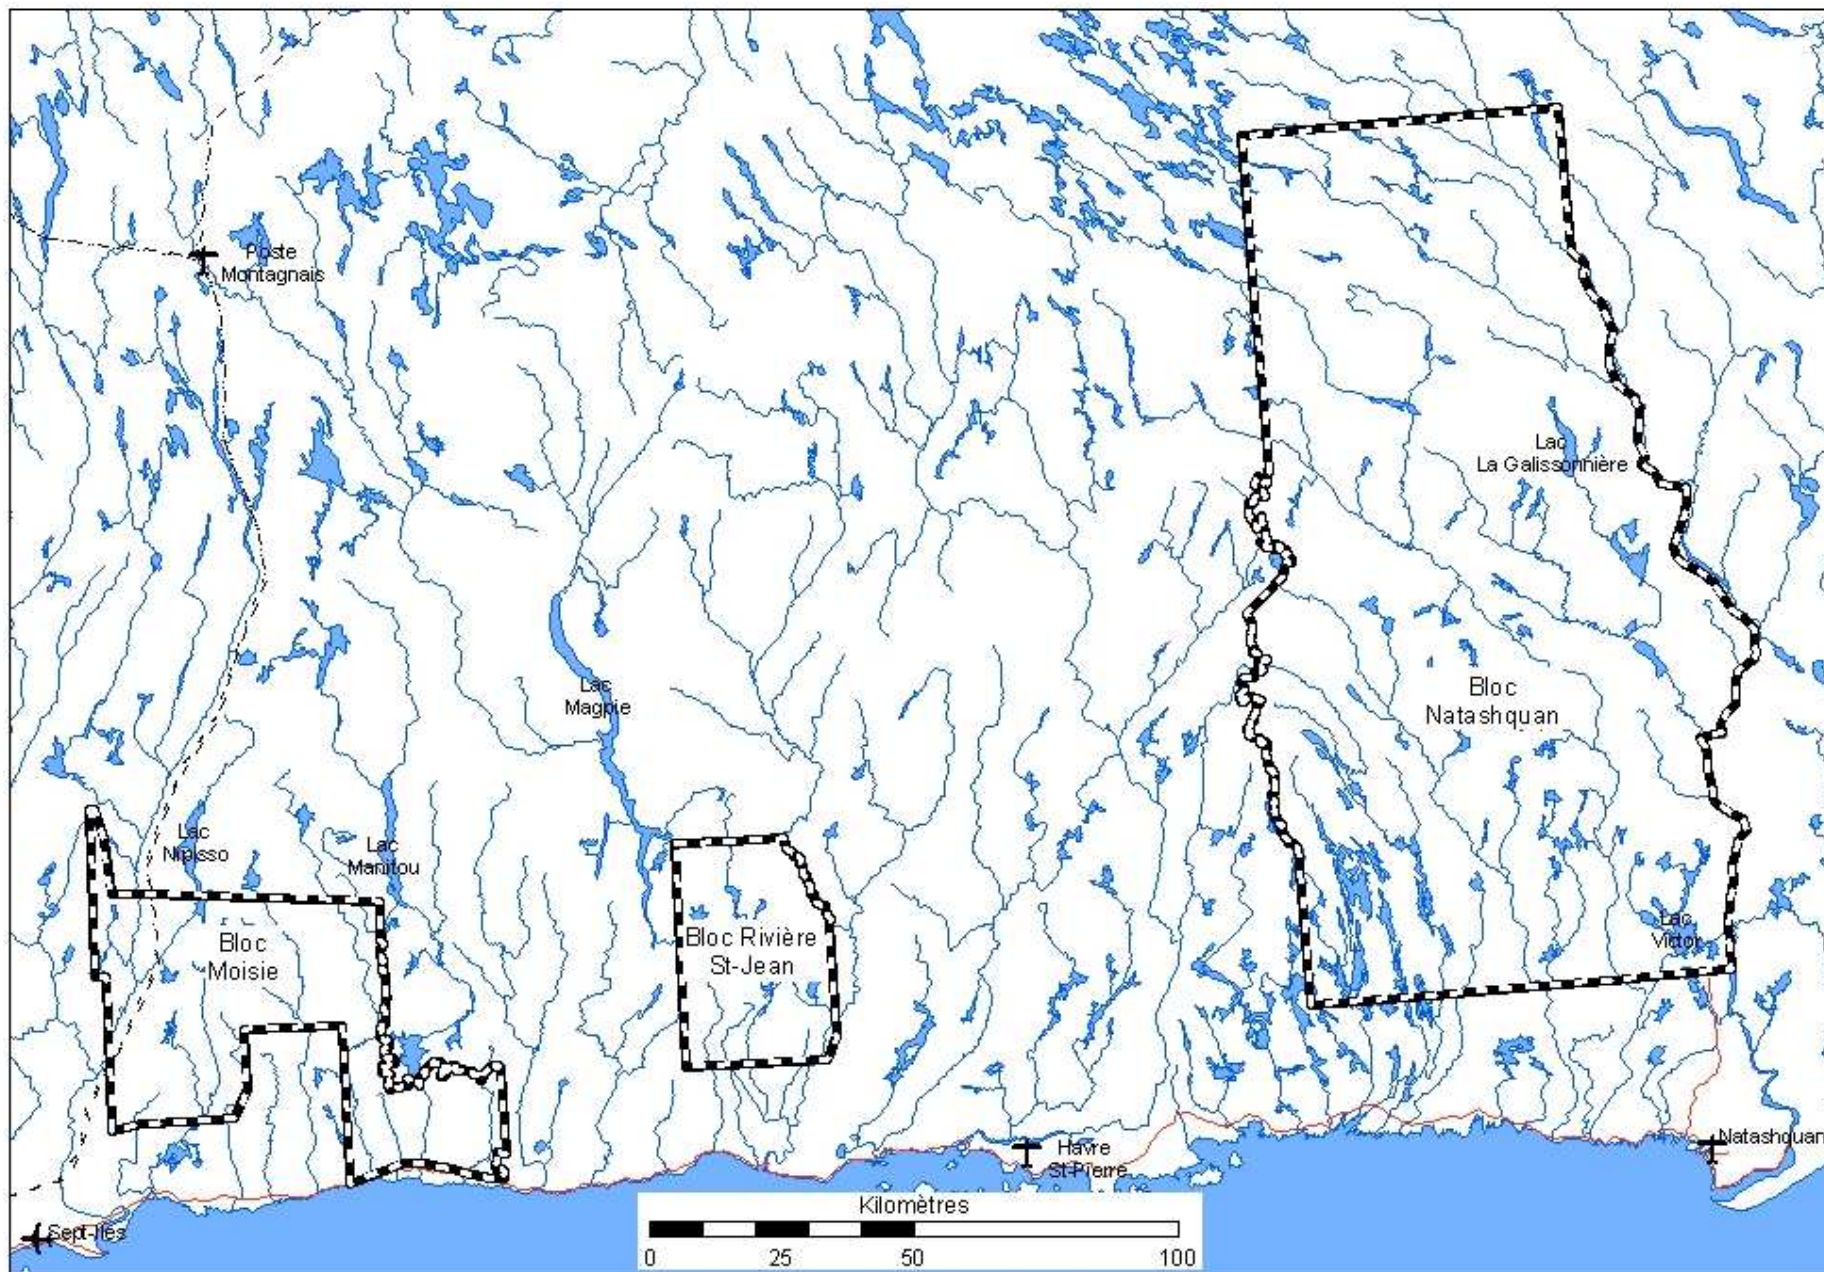 Poste
Montagnais
Lac
La Galissonnière
Lac
Magpie
Bloc
Natashquan
Lac
Nipisso
Lac
Manitou
Bloc
Moisie
Bloc Rivière
St-Jean
Lac
Victor
Natashquan
Havre
St-Pierre
Sept-Iles
Kilomètres
0 25 50 100